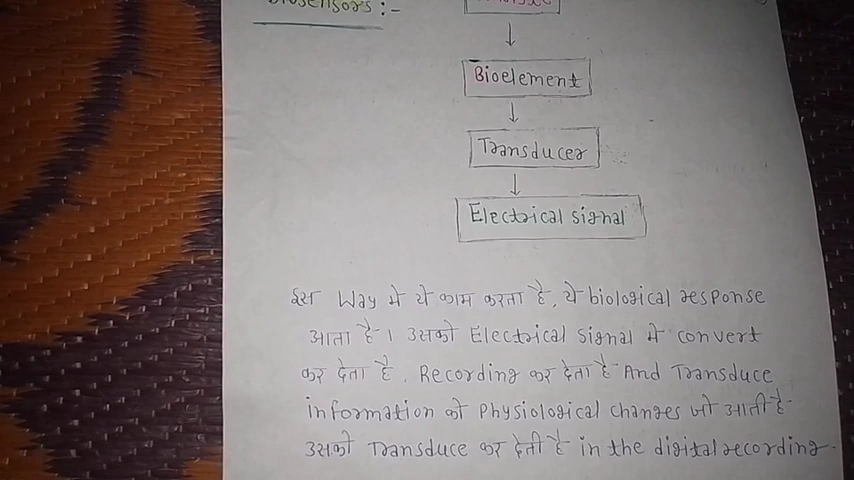 Biosensors :-
Bioelement
Transducer
Electrical signal
इस Way मे ये काम करता है, ये biological response
आता है। उसको Electrical signal मे convert
कर देता है. Recording कर देता है And Transduce
information को Physiological changes जो आती है
उसको Transduce कर देती है in the digital recording.